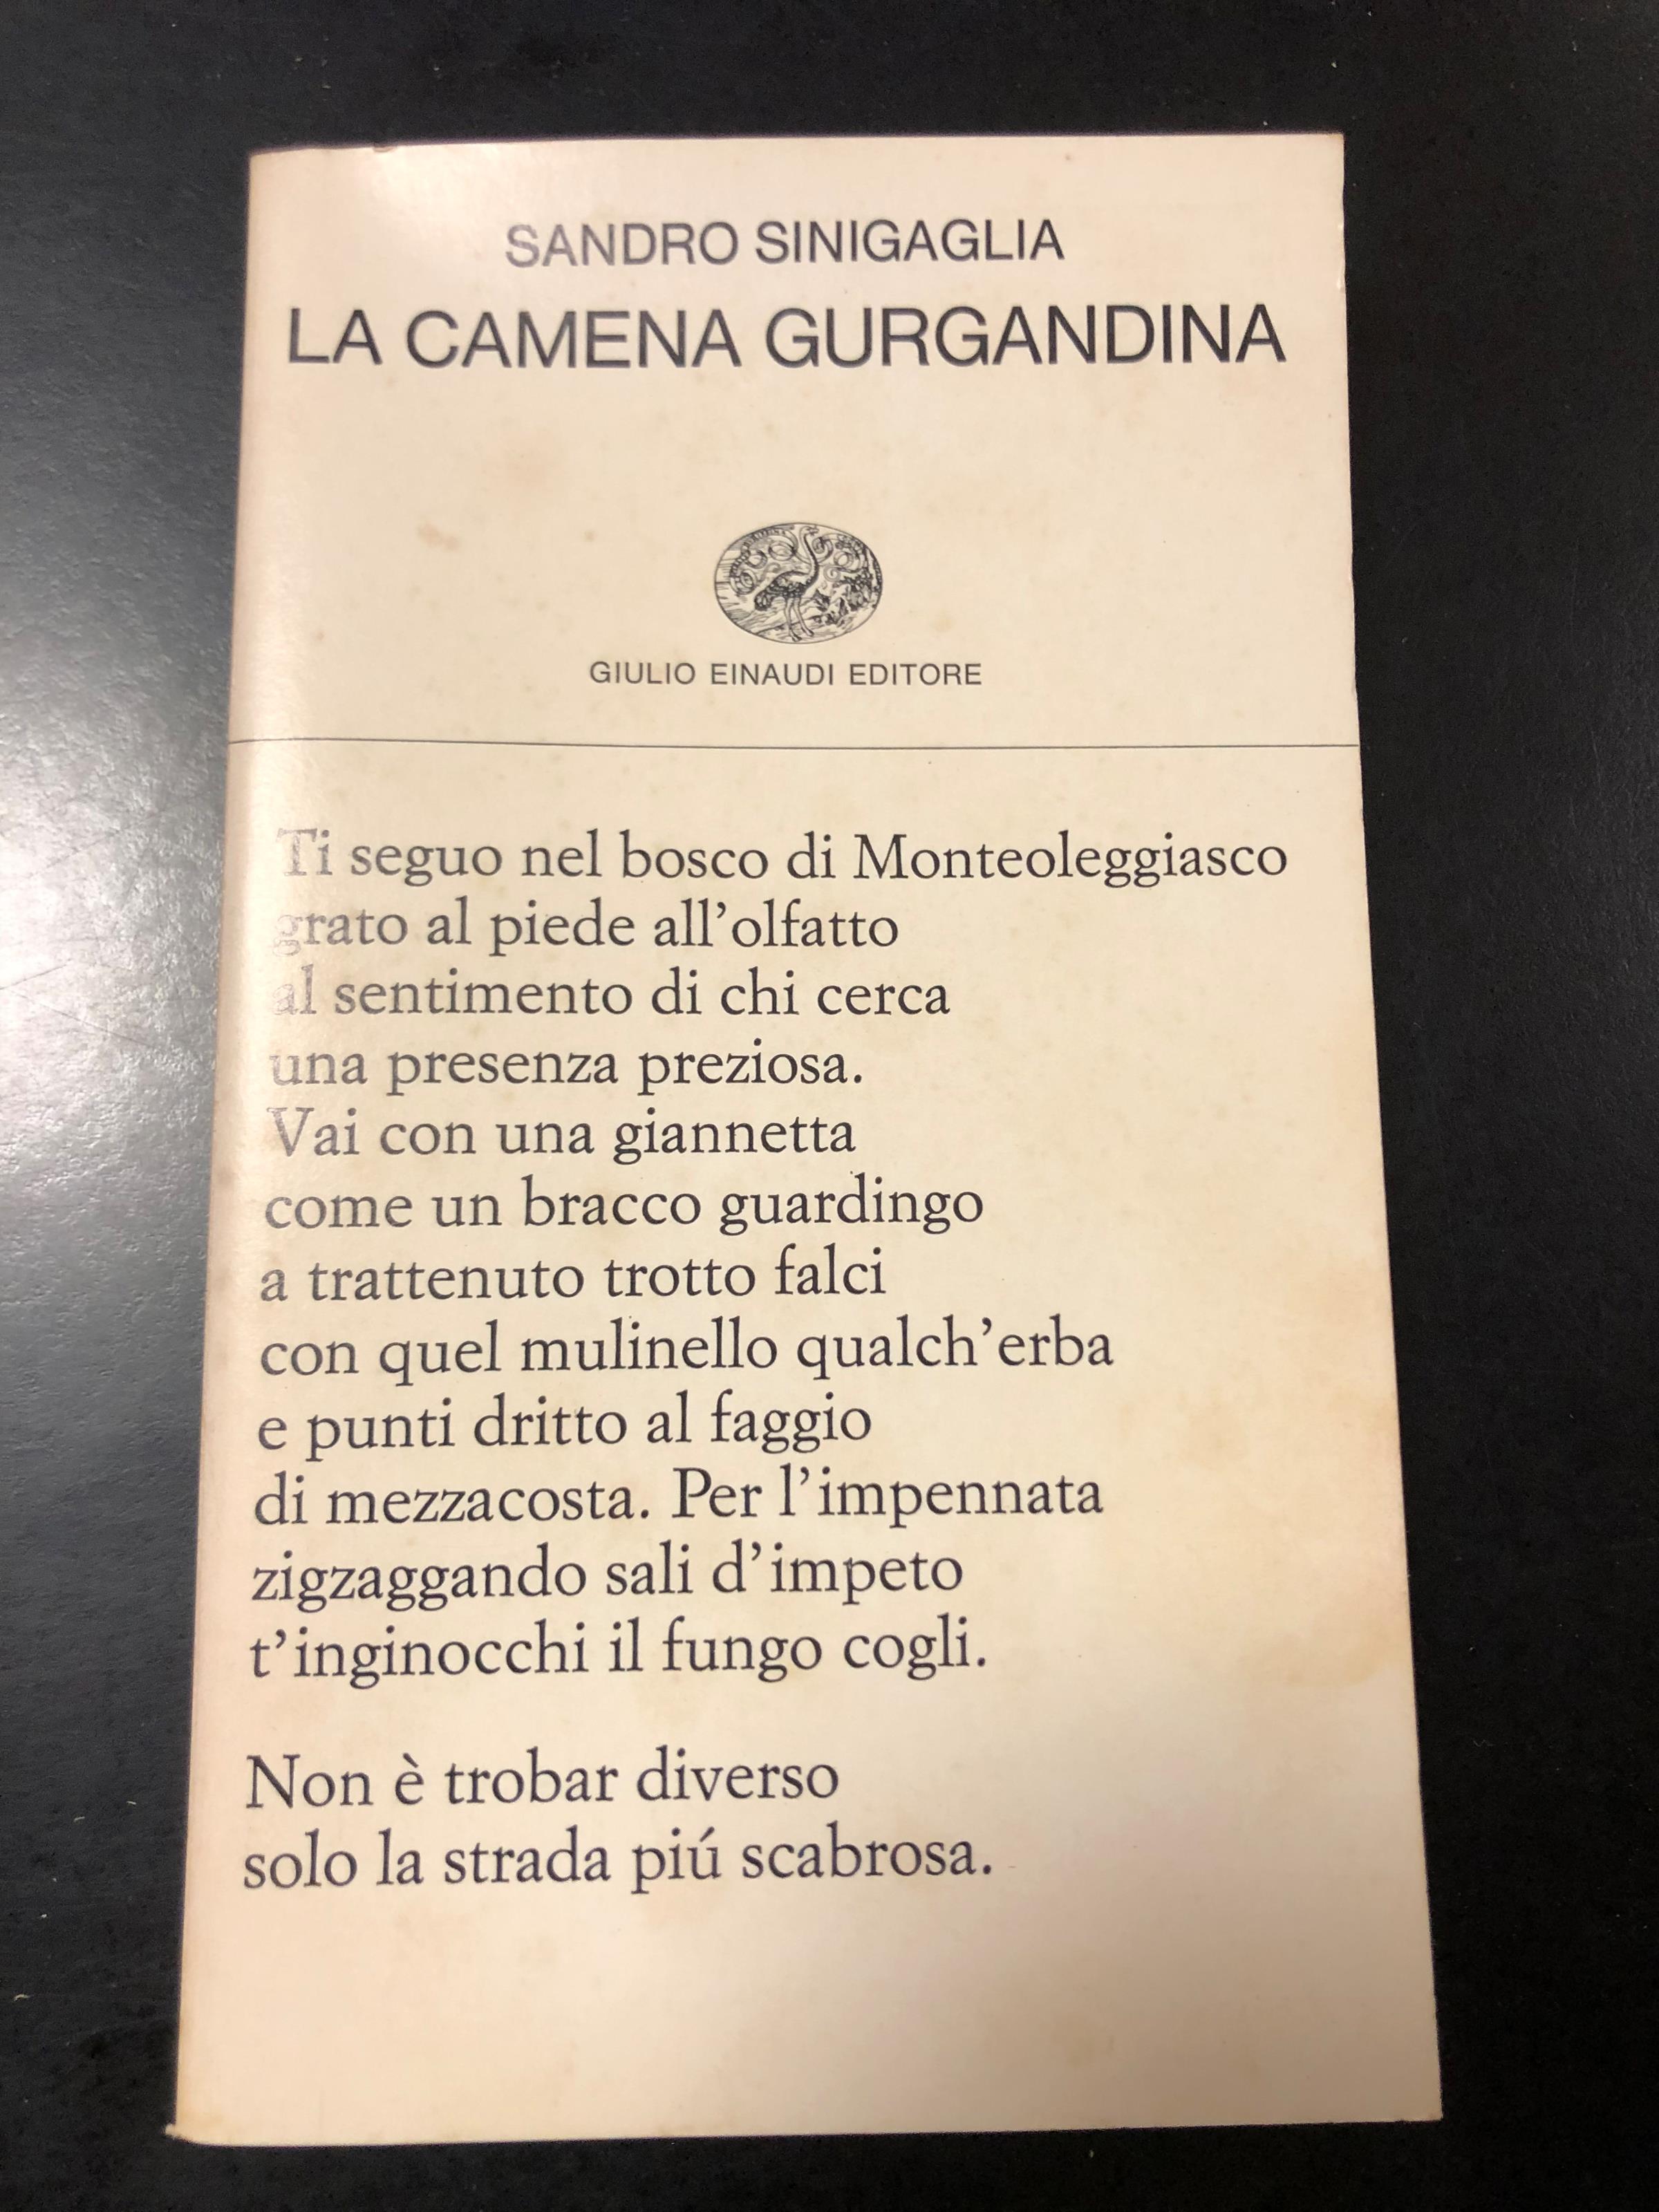 SANDRO SINIGAGLIA
LA CAMENA GURGANDINA
GIULIO EINAUDI EDITORE
Ti seguo nel bosco di Monteoleggiasco
grato al piede all’olfatto
al sentimento di chi cerca
una presenza preziosa.
Vai con una giannetta
come un bracco guardingo
a trattenuto trotto falci
con quel mulinello qualch’erba
e punti dritto al faggio
di mezzacosta. Per l’impennata
zigzaggando sali d’impeto
t’inginocchi il fungo cogli.
Non è trobar diverso
solo la strada piú scabrosa.